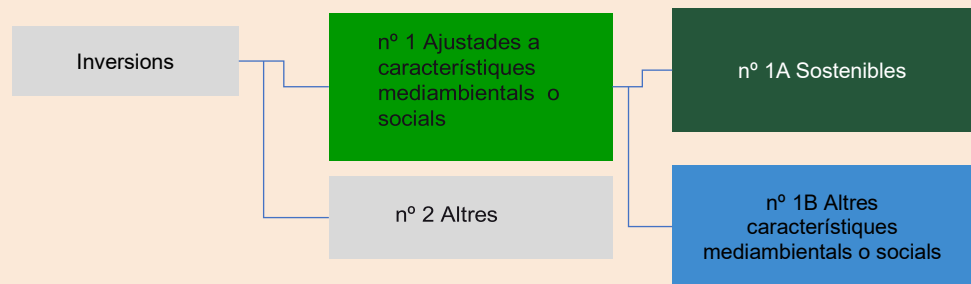 Inversions
nº 1 Ajustades a
característiques
mediambientals o
socials
nº 2 Altres
nº 1A Sostenibles
nº 1B Altres
característiques
mediambientals o socials